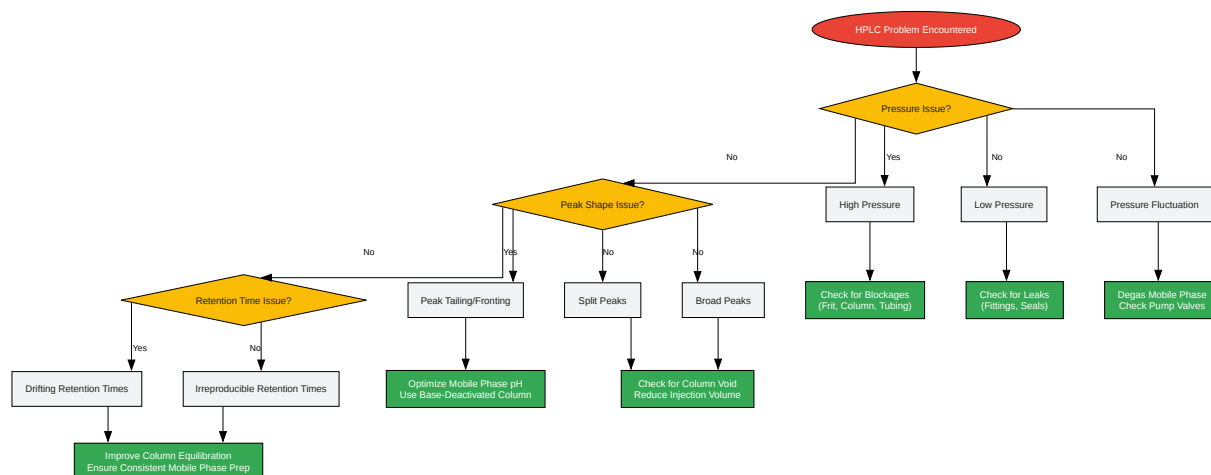 HPLC Problem Encountered
Pressure Issue?
No
Yes
No
No
Peak Shape Issue?
High Pressure
Low Pressure
Pressure Fluctuation
No
Yes
No
No
Retention Time Issue?
Peak Tailing/Fronting
Split Peaks
Broad Peaks
Check for Blockages
(Frit, Column, Tubing)
Check for Leaks
(Fittings, Seals)
Degas Mobile Phase
Check Pump Valves
Yes
No
Drifting Retention Times
Irreproducible Retention Times
Optimize Mobile Phase pH
Use Base-Deactivated Column
Check for Column Void
Reduce Injection Volume
Improve Column Equilibration
Ensure Consistent Mobile Phase Prep